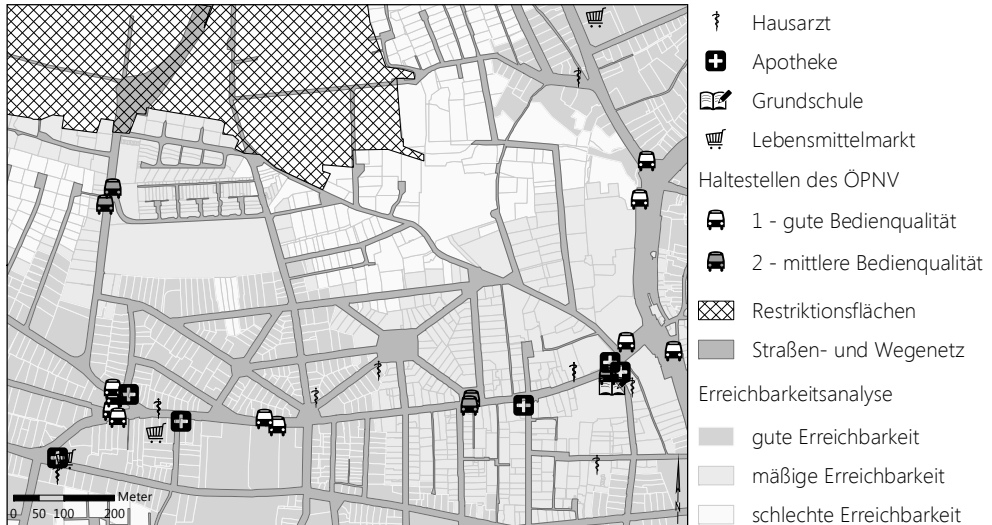 Hausarzt
Apotheke
Grundschule
Lebensmittelmarkt
Haltestellen des ÖPNV
1 - gute Bedienqualität
2 - mittlere Bedienqualität
Restriktionsflächen
Straßen- und Wegenetz
Erreichbarkeitsanalyse
gute Erreichbarkeit
mäßige Erreichbarkeit
schlechte Erreichbarkeit
Meter
0 50 100 200
N